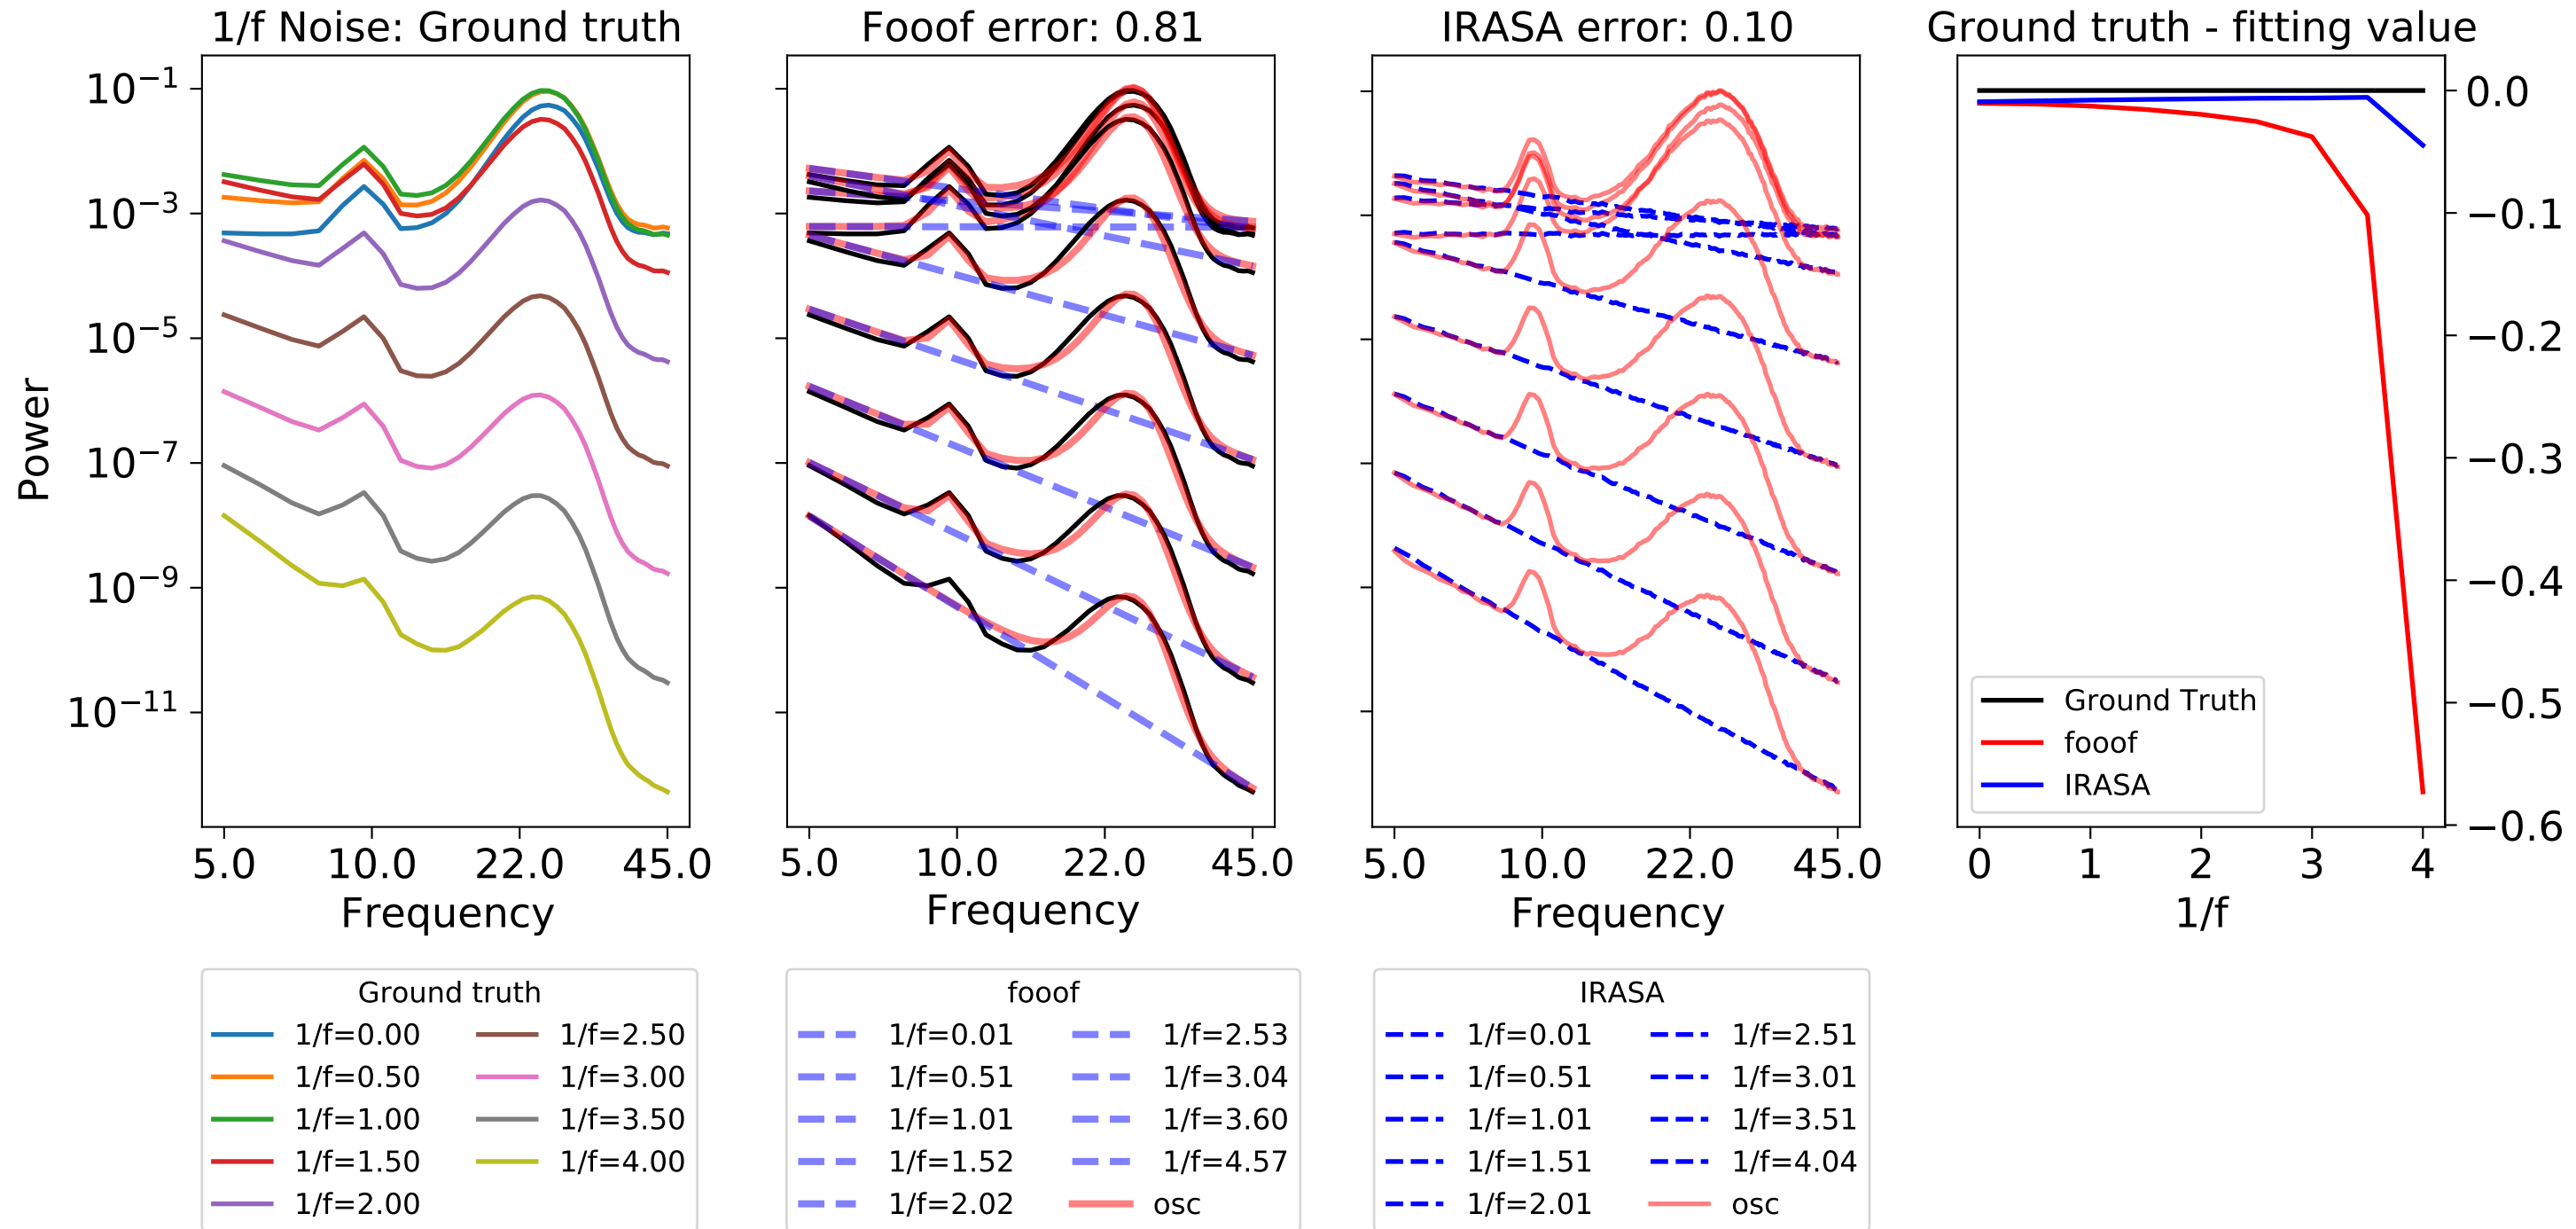 1/f Noise: Ground truth
Fooof error: 0.81
IRASA error: 0.10
Ground truth - fitting value
Power
10⁻¹
10⁻³
10⁻⁵
10⁻⁷
10⁻⁹
10⁻¹¹
5.0 10.0 22.0 45.0
Frequency
5.0 10.0 22.0 45.0
Frequency
5.0 10.0 22.0 45.0
Frequency
0.0
−0.1
−0.2
−0.3
−0.4
−0.5
−0.6
Ground Truth
fooof
IRASA
0 1 2 3 4
1/f
Ground truth
1/f=0.00
1/f=0.50
1/f=1.00
1/f=1.50
1/f=2.00
1/f=2.50
1/f=3.00
1/f=3.50
1/f=4.00
fooof
1/f=0.01
1/f=0.51
1/f=1.01
1/f=1.52
1/f=2.02
1/f=2.53
1/f=3.04
1/f=3.60
1/f=4.57
osc
IRASA
1/f=0.01
1/f=0.51
1/f=1.01
1/f=1.51
1/f=2.01
1/f=2.51
1/f=3.01
1/f=3.51
1/f=4.04
osc